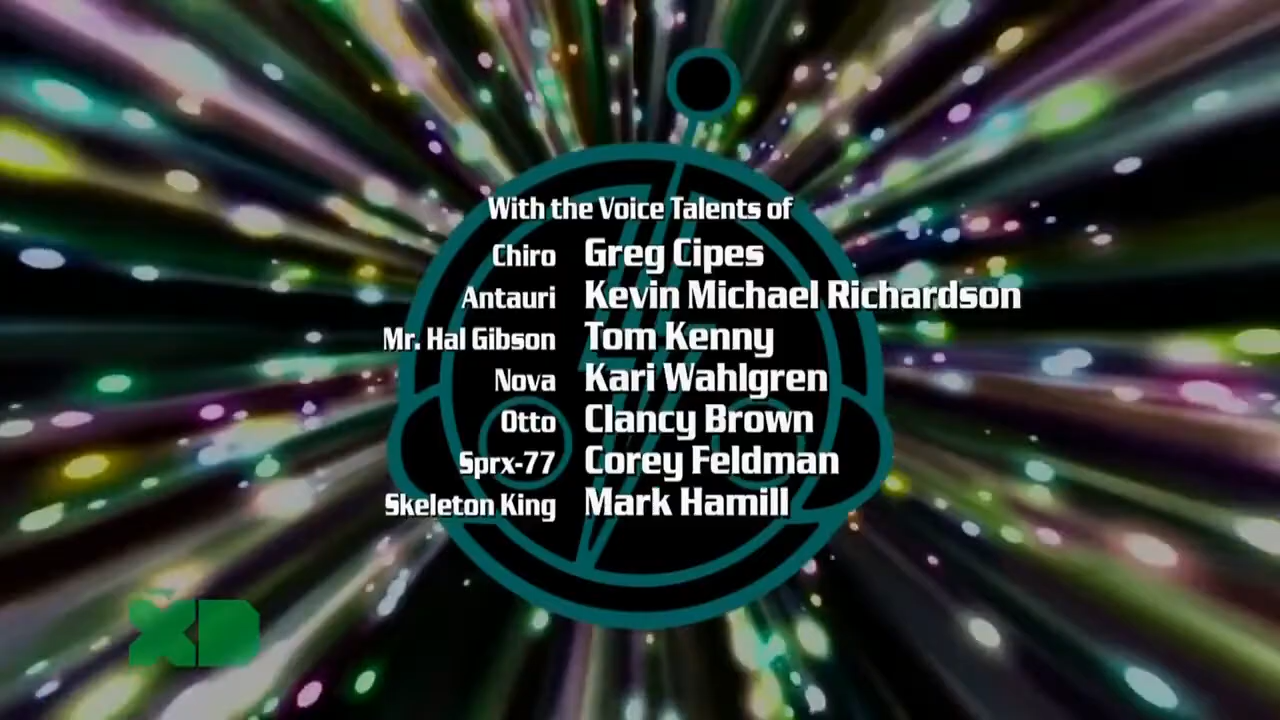 With the Voice Talents of
Chiro Greg Cipes
Antauri Kevin Michael Richardson
Mr. Hal Gibson Tom Kenny
Nova Kari Wahlgren
Otto Clancy Brown
Sprx-77 Corey Feldman
Skeleton King Mark Hamill
XD